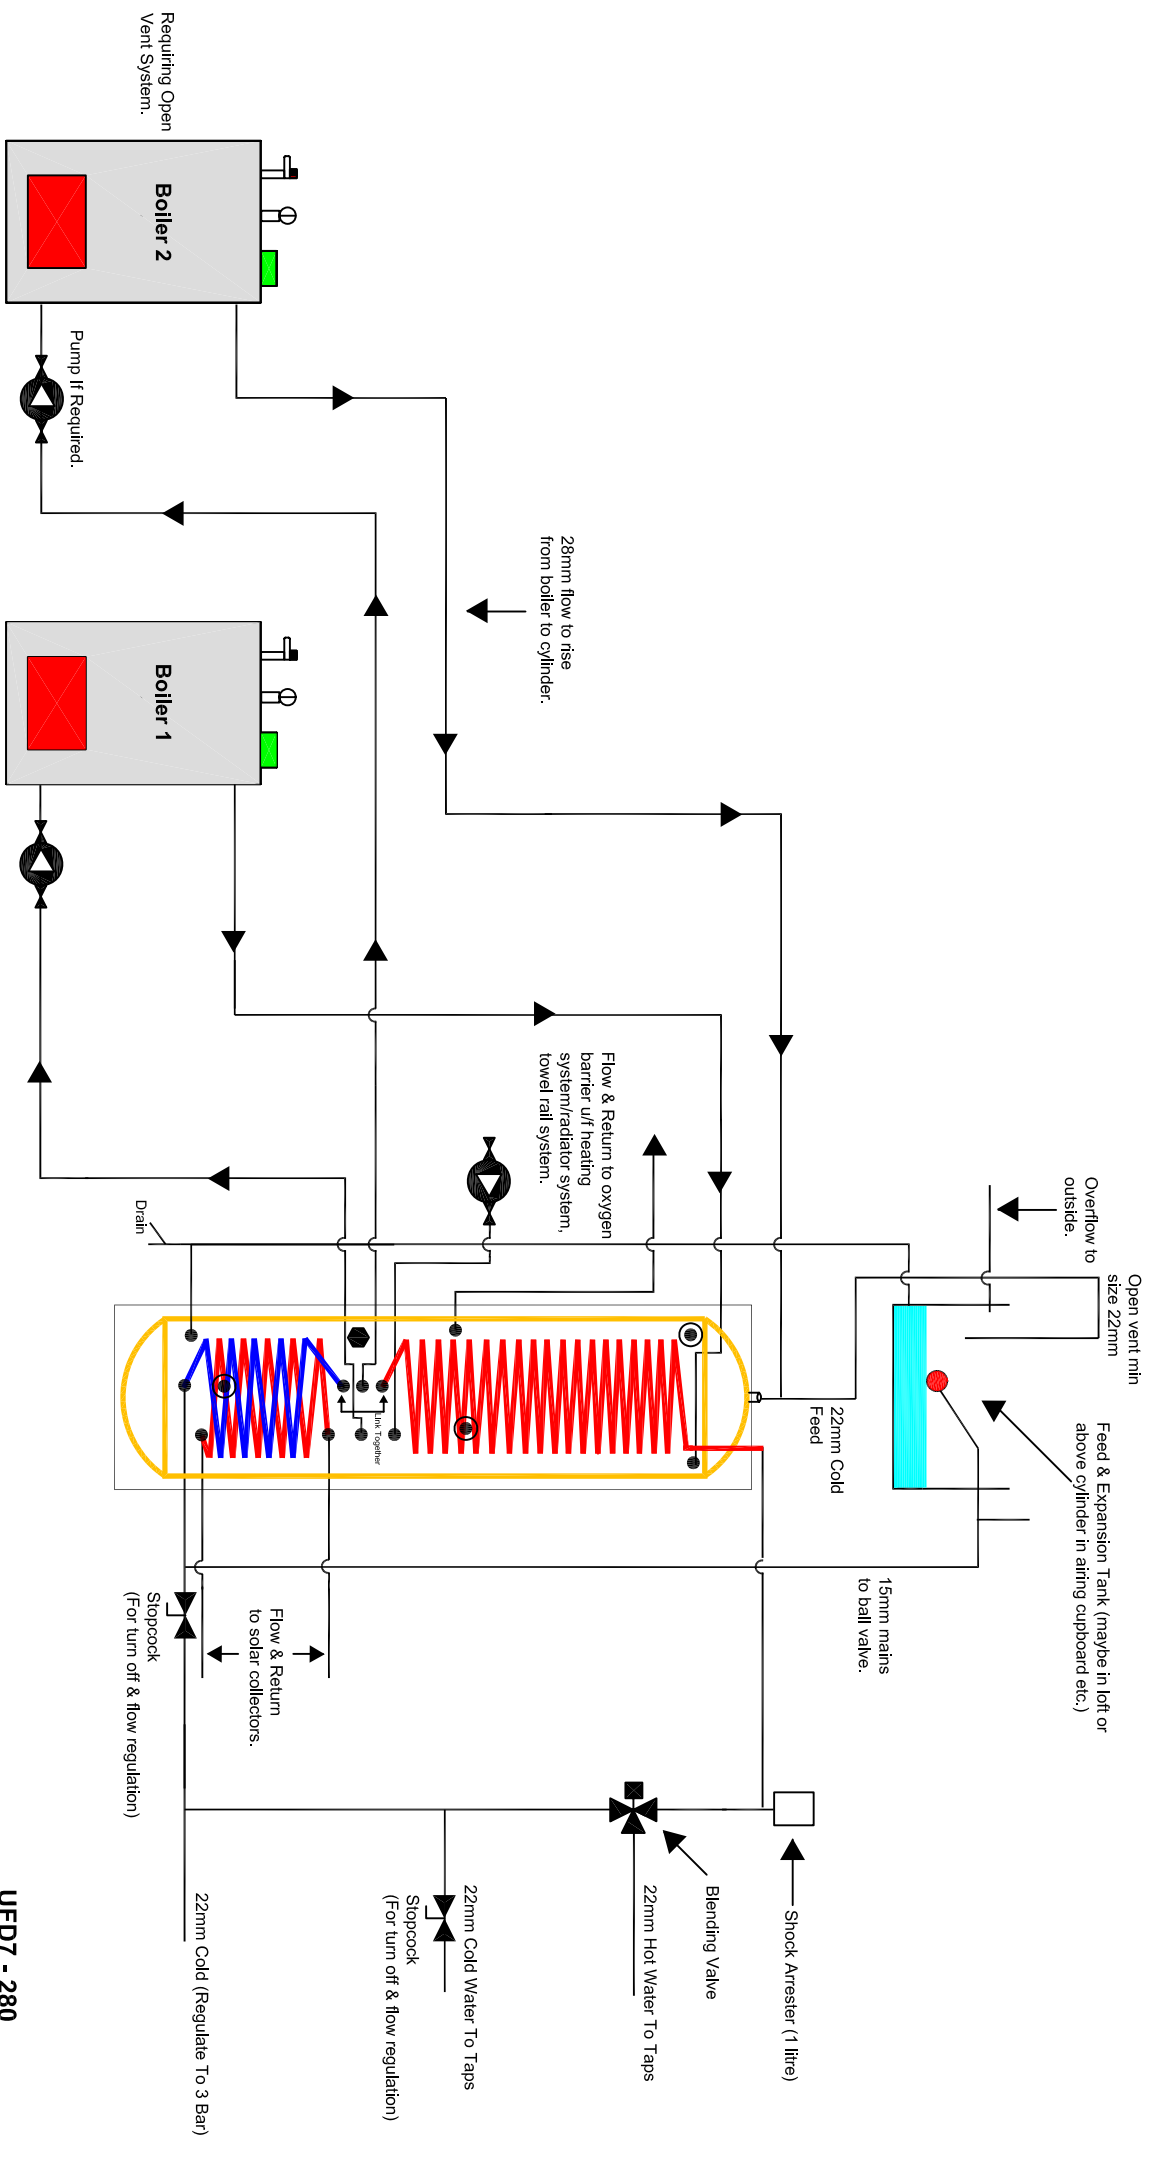 Requiring Open
Vent System.
Boiler 2
Pump If Required.
28mm flow to rise
from boiler to cylinder.
Boiler 1
Flow & Return to oxygen
barrier u/f heating
system/radiator system,
towel rail system.
Drain
Overflow to
outside.
Open vent min
size 22mm
Feed & Expansion Tank (maybe in loft or
above cylinder in airing cupboard etc.)
22mm Cold
Feed
Link Together
15mm mains
to ball valve.
Flow & Return
to solar collectors.
Stopcock
(For turn off & flow regulation)
Shock Arrester (1 litre)
Blending Valve
22mm Hot Water To Taps
22mm Cold Water To Taps
Stopcock
(For turn off & flow regulation)
22mm Cold (Regulate To 3 Bar)
UFD7 - 280